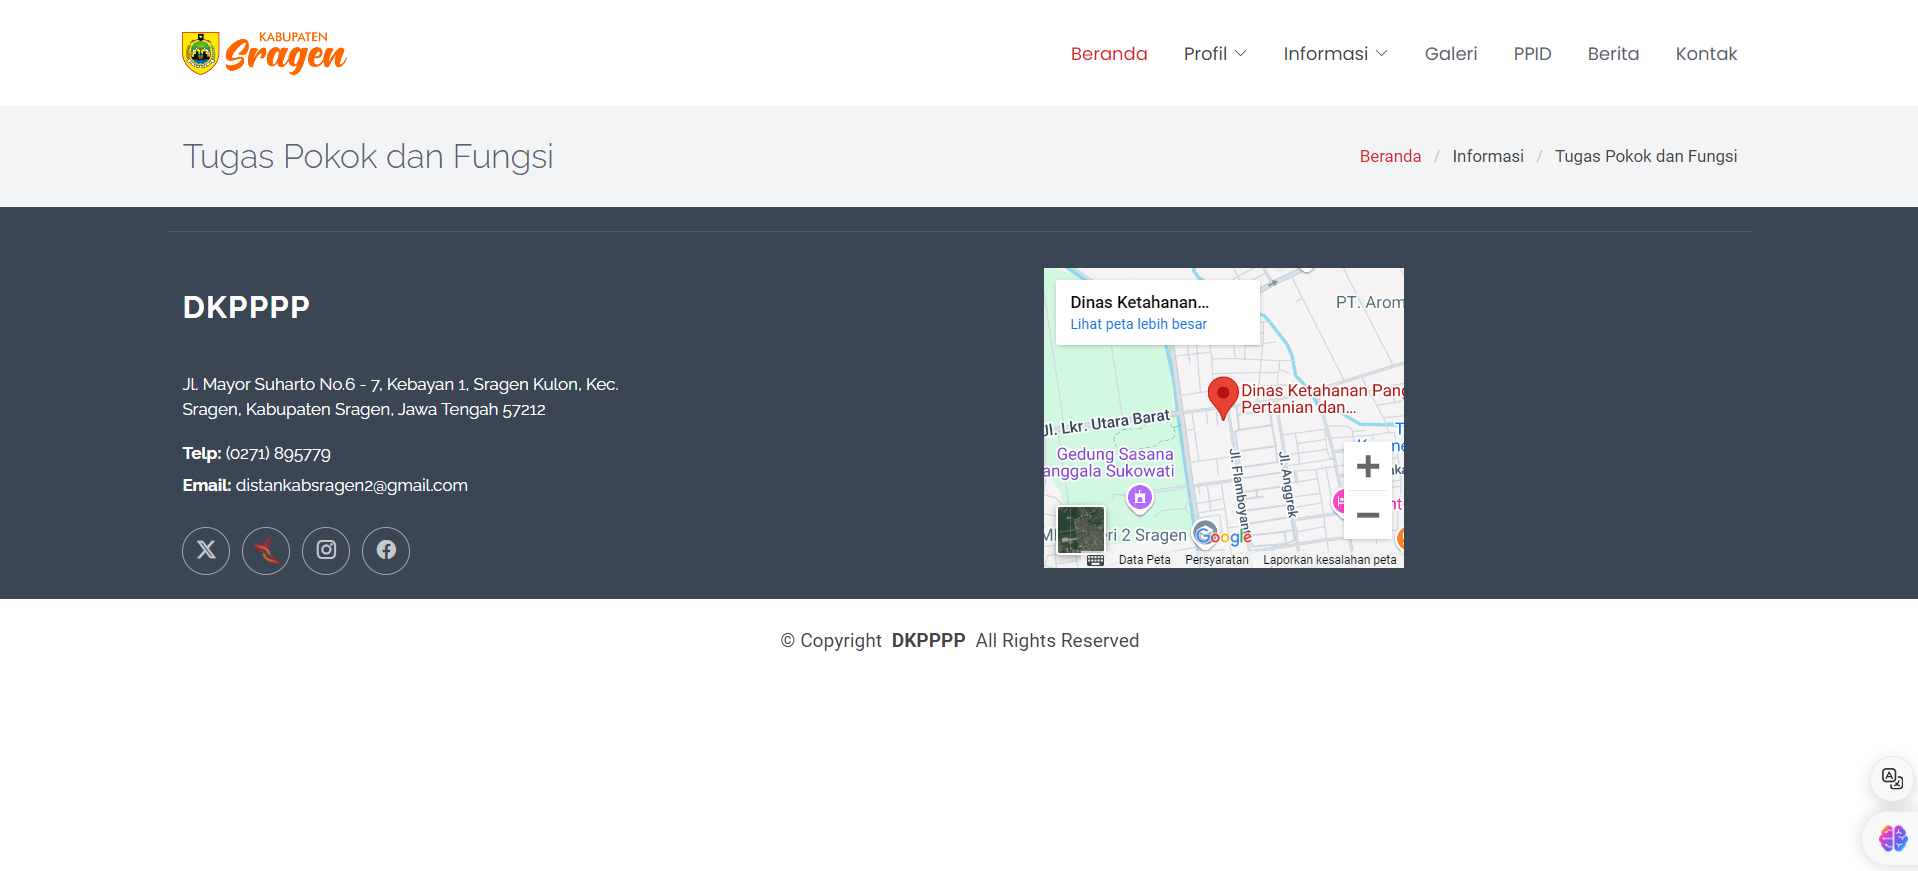 KABUPATEN
Sragen
Beranda Profil Informasi Galeri PPID Berita Kontak
Tugas Pokok dan Fungsi
Beranda / Informasi / Tugas Pokok dan Fungsi
DKPPPP
Jl. Mayor Suharto No.6 - 7, Kebayan 1, Sragen Kulon, Kec.
Sragen, Kabupaten Sragen, Jawa Tengah 57212
Telp: (0271) 895779
Email: distankabsragen2@gmail.com
Dinas Ketahanan...
Lihat peta lebih besar
PT. Arom
Dinas Ketahanan Pang
Pertanian dan...
Jl. Lkr. Utara Barat
Gedung Sasana
anggala Sukowati
Jl. Flamboyant
Jl. Anggrek
ri 2 Sragen
Google
Data Peta Persyaratan Laporkan kesalahan peta
© Copyright DKPPPP All Rights Reserved